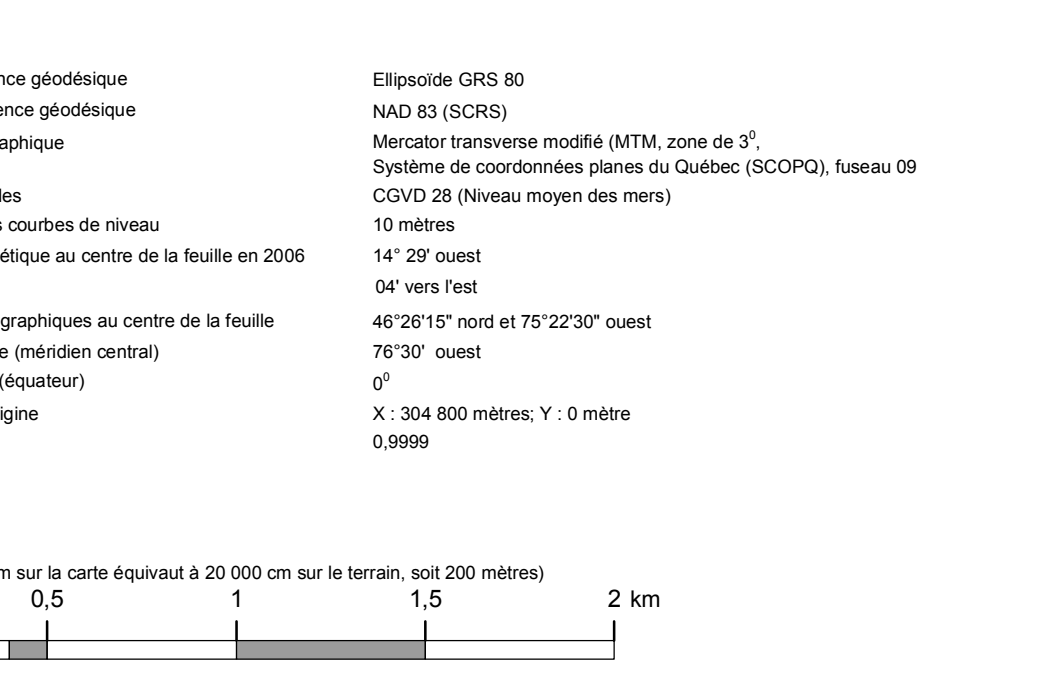 nce géodésique Ellipsoïde GRS 80
ence géodésique NAD 83 (SCRS)
aphique Mercator transverse modifié (MTM, zone de 3⁰,
Système de coordonnées planes du Québec (SCOPQ), fuseau 09
les CGVD 28 (Niveau moyen des mers)
s courbes de niveau 10 mètres
étique au centre de la feuille en 2006 14° 29' ouest
04' vers l'est
graphiques au centre de la feuille 46°26'15" nord et 75°22'30" ouest
e (méridien central) 76°30' ouest
(équateur) 0⁰
igine X : 304 800 mètres; Y : 0 mètre
0,9999
m sur la carte équivaut à 20 000 cm sur le terrain, soit 200 mètres)
0,5 1 1,5 2 km